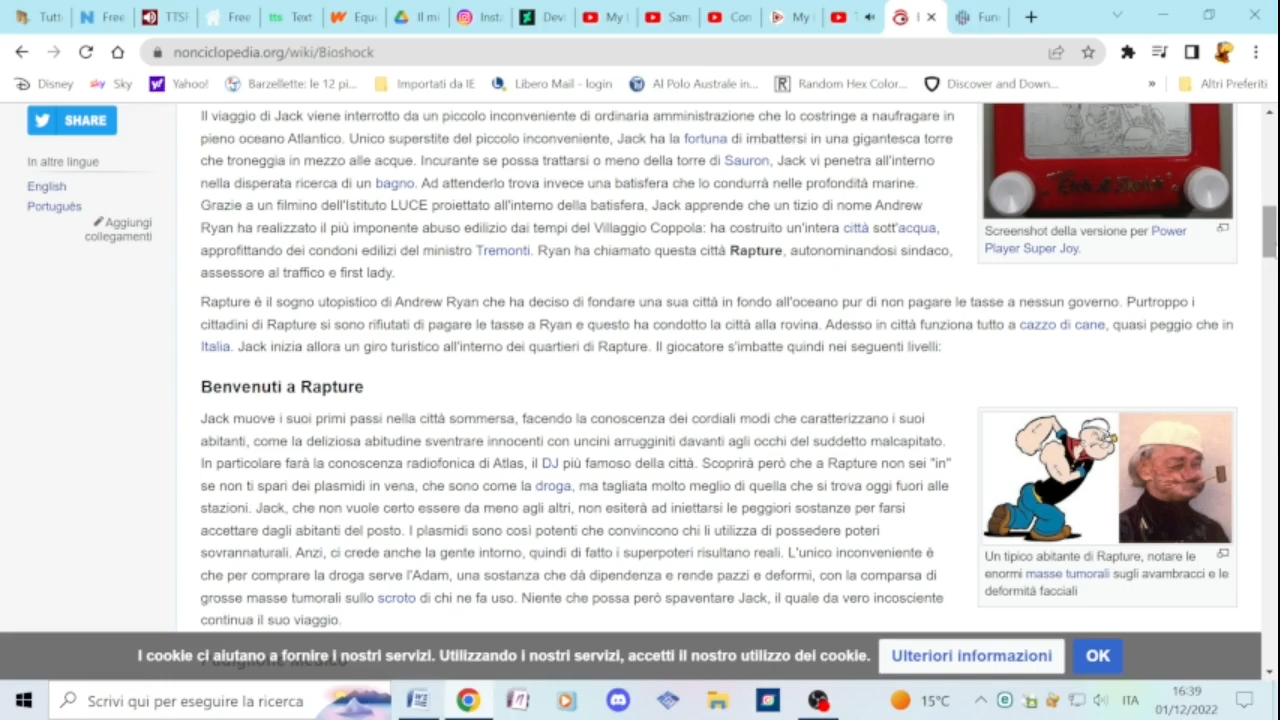 Tutt
Free
TTSI
Free
tts Text
Equ
Il mi
Inst
Dev
My I
Sam
Con
My
Fun
nonciclopedia.org/wiki/Bioshock
Disney
sky Sky
Yahoo!
Barzellette: le 12 pi...
Importati da IE
Libero Mail - login
Al Polo Australe in...
Random Hex Color...
Discover and Down...
»
Altri Preferiti
SHARE
In altre lingue
English
Português
Aggiungi
collegamenti
Il viaggio di Jack viene interrotto da un piccolo inconveniente di ordinaria amministrazione che lo costringe a naufragare in
pieno oceano Atlantico. Unico superstite del piccolo inconveniente, Jack ha la fortuna di imbattersi in una gigantesca torre
che troneggia in mezzo alle acque. Incurante se possa trattarsi o meno della torre di Sauron, Jack vi penetra all'interno
nella disperata ricerca di un bagno. Ad attenderlo trova invece una batisfera che lo condurrà nelle profondità marine.
Grazie a un filmino dell'Istituto LUCE proiettato all'interno della batisfera, Jack apprende che un tizio di nome Andrew
Ryan ha realizzato il più imponente abuso edilizio dai tempi del Villaggio Coppola: ha costruito un'intera città sott'acqua,
approfittando dei condoni edilizi del ministro Tremonti. Ryan ha chiamato questa città Rapture, autonominandosi sindaco,
assessore al traffico e first lady.
Etch A Sketch
Screenshot della versione per Power
Player Super Joy.
Rapture è il sogno utopistico di Andrew Ryan che ha deciso di fondare una sua città in fondo all'oceano pur di non pagare le tasse a nessun governo. Purtroppo i
cittadini di Rapture si sono rifiutati di pagare le tasse a Ryan e questo ha condotto la città alla rovina. Adesso in città funziona tutto a cazzo di cane, quasi peggio che in
Italia. Jack inizia allora un giro turistico all'interno dei quartieri di Rapture. Il giocatore s'imbatte quindi nei seguenti livelli:
Benvenuti a Rapture
Jack muove i suoi primi passi nella città sommersa, facendo la conoscenza dei cordiali modi che caratterizzano i suoi
abitanti, come la deliziosa abitudine sventrare innocenti con uncini arrugginiti davanti agli occhi del suddetto malcapitato.
In particolare farà la conoscenza radiofonica di Atlas, il DJ più famoso della città. Scoprirà però che a Rapture non sei "in"
se non ti spari dei plasmidi in vena, che sono come la droga, ma tagliata molto meglio di quella che si trova oggi fuori alle
stazioni. Jack, che non vuole certo essere da meno agli altri, non esiterà ad iniettarsi le peggiori sostanze per farsi
accettare dagli abitanti del posto. I plasmidi sono così potenti che convincono chi li utilizza di possedere poteri
sovrannaturali. Anzi, ci crede anche la gente intorno, quindi di fatto i superpoteri risultano reali. L'unico inconveniente è
che per comprare la droga serve l'Adam, una sostanza che dà dipendenza e rende pazzi e deformi, con la comparsa di
grosse masse tumorali sullo scroto di chi ne fa uso. Niente che possa però spaventare Jack, il quale da vero incosciente
continua il suo viaggio.
Un tipico abitante di Rapture, notare le
enormi masse tumorali sugli avambracci e le
deformità facciali
I cookie ci aiutano a fornire i nostri servizi. Utilizzando i nostri servizi, accetti il nostro utilizzo dei cookie.
Ulteriori informazioni
OK
Scrivi qui per eseguire la ricerca
15°C
ITA
16:39
01/12/2022